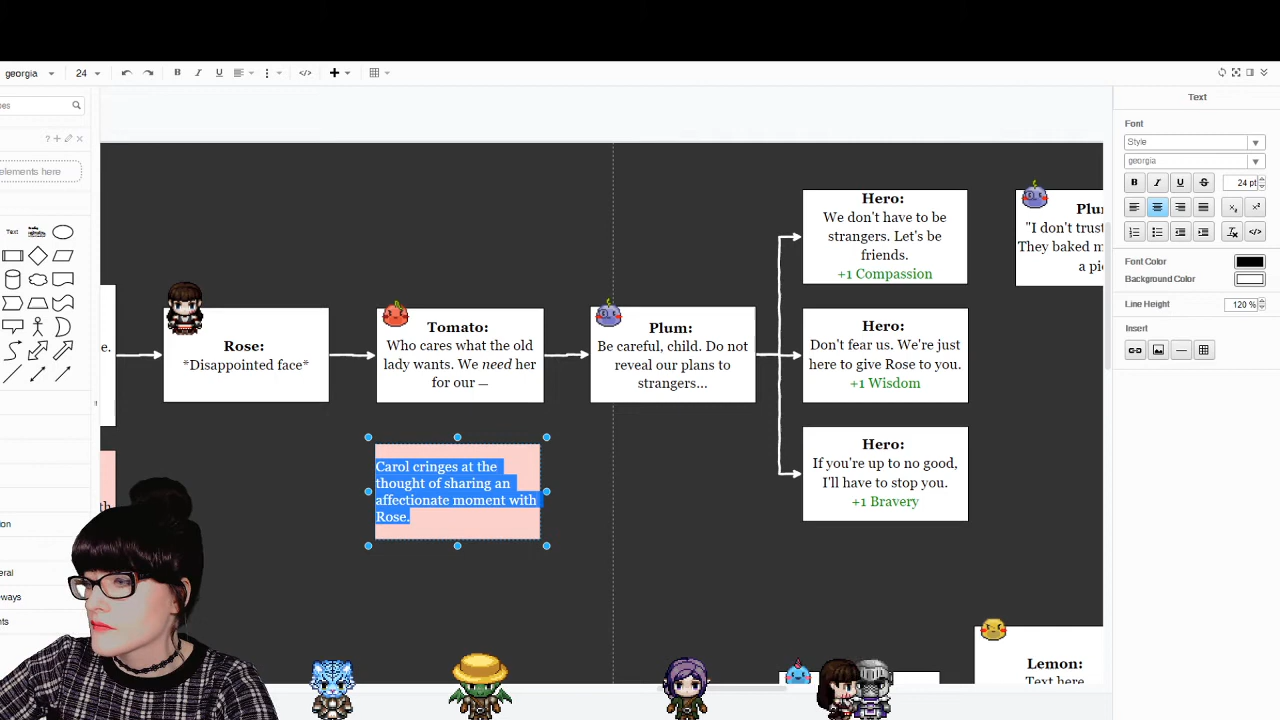 georgia
24
B I U
</>
Text
Font
Style
georgia
B I U S
24 pt
Font Color
Background Color
Line Height
120 %
Insert
elements here
Text
Hero:
We don't have to be
strangers. Let's be
friends.
+1 Compassion
"I don't trust
They baked m
a pi
Rose:
*Disappointed face*
Tomato:
Who cares what the old
lady wants. We need her
for our —
Plum:
Be careful, child. Do not
reveal our plans to
strangers...
Hero:
Don't fear us. We're just
here to give Rose to you.
+1 Wisdom
Carol cringes at the
thought of sharing an
affectionate moment with
Rose.
Hero:
If you're up to no good,
I'll have to stop you.
+1 Bravery
Lemon:
Text here